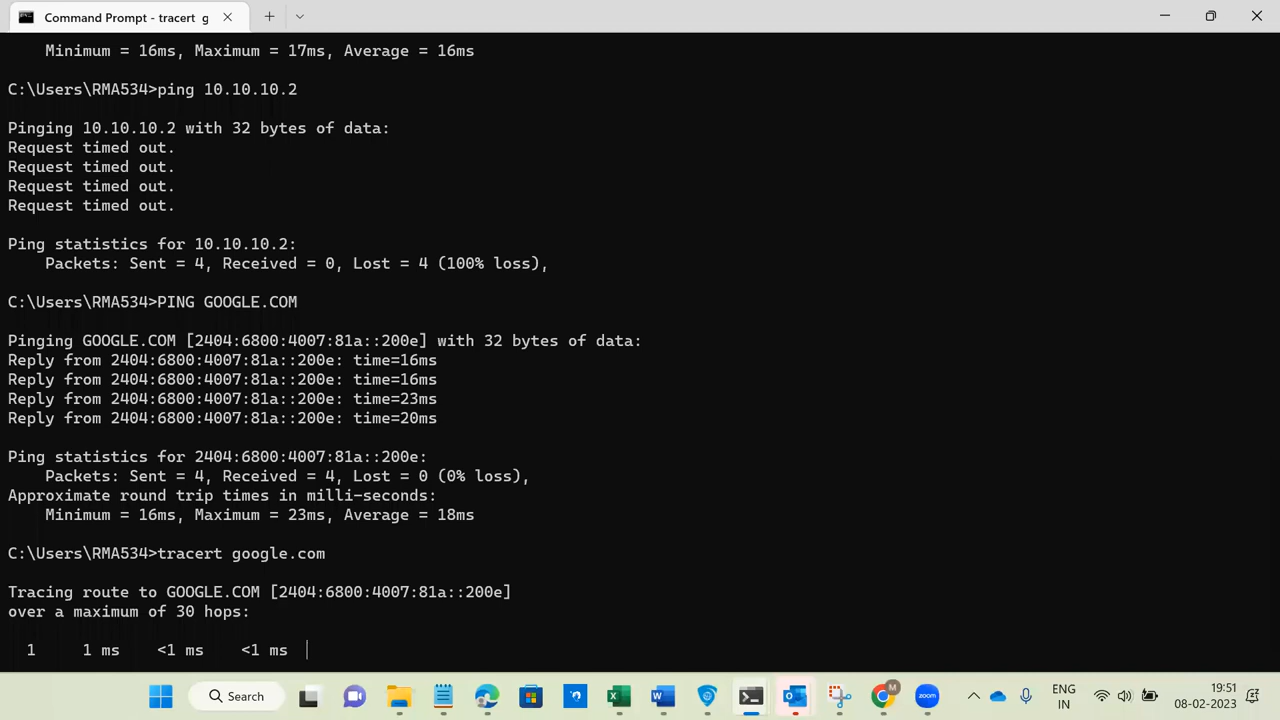 Command Prompt - tracert g
Minimum = 16ms, Maximum = 17ms, Average = 16ms
C:\Users\RMA534>ping 10.10.10.2
Pinging 10.10.10.2 with 32 bytes of data:
Request timed out.
Request timed out.
Request timed out.
Request timed out.
Ping statistics for 10.10.10.2:
Packets: Sent = 4, Received = 0, Lost = 4 (100% loss),
C:\Users\RMA534>PING GOOGLE.COM
Pinging GOOGLE.COM [2404:6800:4007:81a::200e] with 32 bytes of data:
Reply from 2404:6800:4007:81a::200e: time=16ms
Reply from 2404:6800:4007:81a::200e: time=16ms
Reply from 2404:6800:4007:81a::200e: time=23ms
Reply from 2404:6800:4007:81a::200e: time=20ms
Ping statistics for 2404:6800:4007:81a::200e:
Packets: Sent = 4, Received = 4, Lost = 0 (0% loss),
Approximate round trip times in milli-seconds:
Minimum = 16ms, Maximum = 23ms, Average = 18ms
C:\Users\RMA534>tracert google.com
Tracing route to GOOGLE.COM [2404:6800:4007:81a::200e]
over a maximum of 30 hops:
1 1 ms <1 ms <1 ms
Search
zoom
M
ENG
IN
19:51
08-02-2023